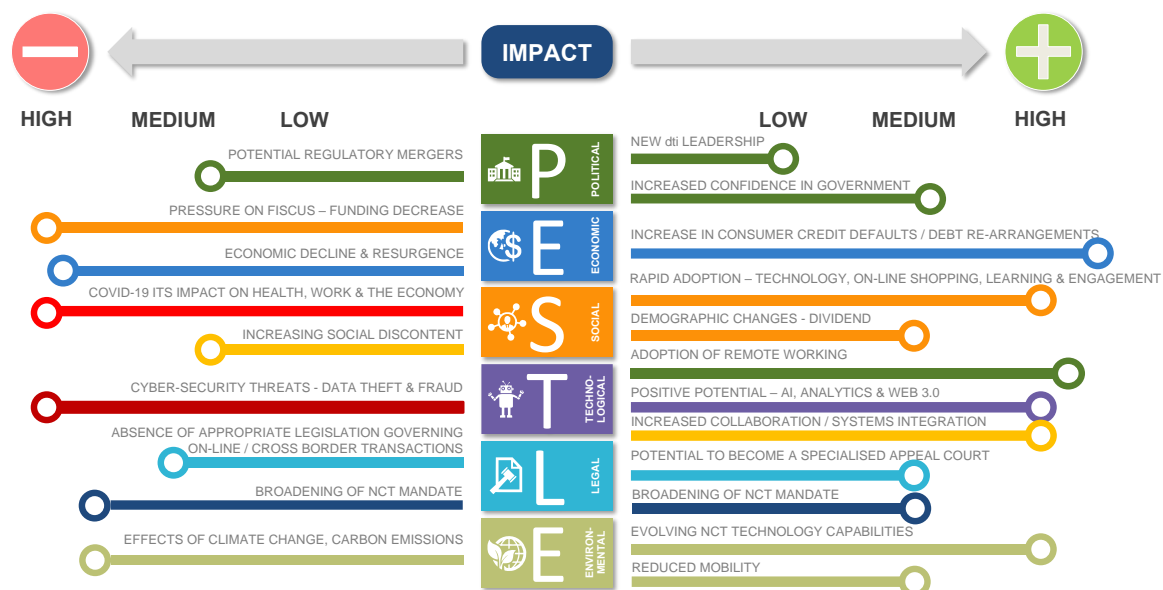 IMPACT
HIGH MEDIUM LOW LOW MEDIUM HIGH
POTENTIAL REGULATORY MERGERS
PRESSURE ON FISCUS – FUNDING DECREASE
ECONOMIC DECLINE & RESURGENCE
COVID-19 ITS IMPACT ON HEALTH, WORK & THE ECONOMY
INCREASING SOCIAL DISCONTENT
CYBER-SECURITY THREATS - DATA THEFT & FRAUD
ABSENCE OF APPROPRIATE LEGISLATION GOVERNING
ON-LINE / CROSS BORDER TRANSACTIONS
BROADENING OF NCT MANDATE
EFFECTS OF CLIMATE CHANGE, CARBON EMISSIONS
P POLITICAL
$ E ECONOMIC
S SOCIAL
T TECHNO-
LOGICAL
L LEGAL
E ENVIRON-
MENTAL
NEW dti LEADERSHIP
INCREASED CONFIDENCE IN GOVERNMENT
INCREASE IN CONSUMER CREDIT DEFAULTS / DEBT RE-ARRANGEMENTS
RAPID ADOPTION – TECHNOLOGY, ON-LINE SHOPPING, LEARNING & ENGAGEMENT
DEMOGRAPHIC CHANGES - DIVIDEND
ADOPTION OF REMOTE WORKING
POSITIVE POTENTIAL – AI, ANALYTICS & WEB 3.0
INCREASED COLLABORATION / SYSTEMS INTEGRATION
POTENTIAL TO BECOME A SPECIALISED APPEAL COURT
BROADENING OF NCT MANDATE
EVOLVING NCT TECHNOLOGY CAPABILITIES
REDUCED MOBILITY